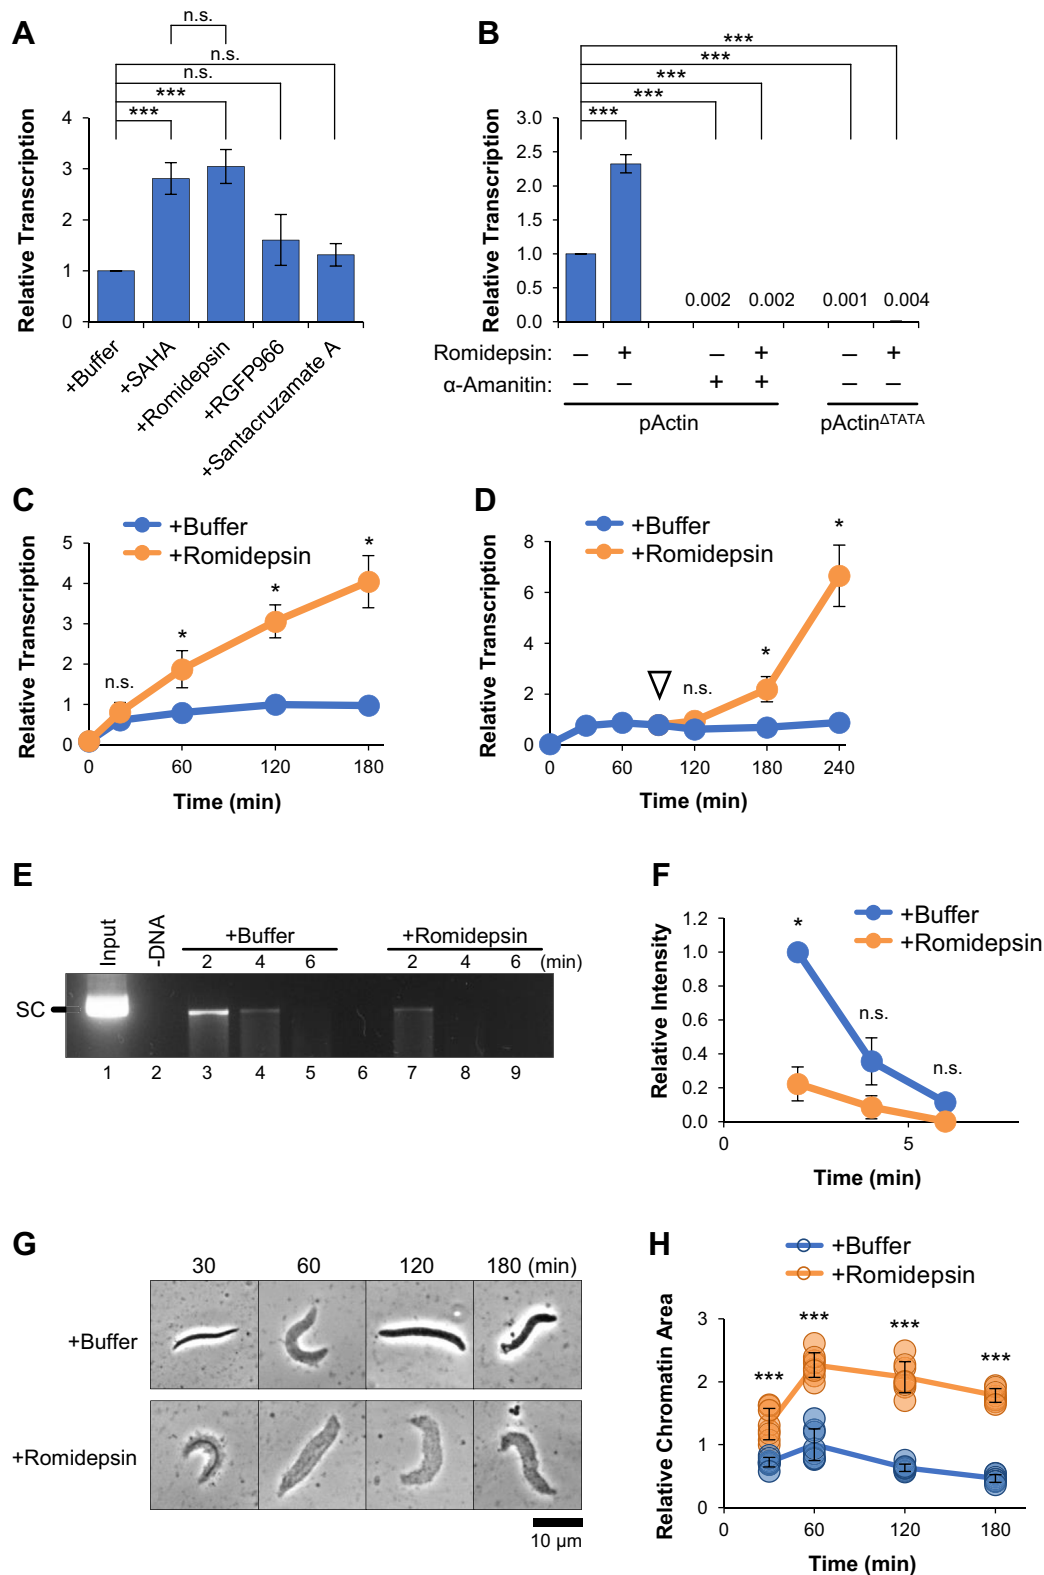 A
n.s.
n.s.
n.s.
***
***
Relative Transcription
4
3
2
1
0
+Buffer
+SAHA
+Romidepsin
+RGFP966
+Santacruzamate A
B
***
***
***
***
***
Relative Transcription
3.0
2.5
2.0
1.5
1.0
0.5
0.0
0.002
0.002
0.001
0.004
Romidepsin: – + – + – +
α-Amanitin: – – + + – –
pActin
pActinΔTATA
C
+Buffer
+Romidepsin
Relative Transcription
5
4
3
2
1
0
n.s.
*
*
*
0
60
120
180
Time (min)
D
+Buffer
+Romidepsin
Relative Transcription
8
6
4
2
0
n.s.
*
*
0
60
120
180
240
Time (min)
E
Input
-DNA
+Buffer
+Romidepsin
2 4 6 2 4 6 (min)
SC
1 2 3 4 5 6 7 8 9
F
+Buffer
+Romidepsin
Relative Intensity
1.2
1.0
0.8
0.6
0.4
0.2
0.0
*
n.s.
n.s.
0
5
Time (min)
G
30 60 120 180 (min)
+Buffer
+Romidepsin
10 µm
H
+Buffer
+Romidepsin
Relative Chromatin Area
3
2
1
0
***
***
***
***
0
60
120
180
Time (min)